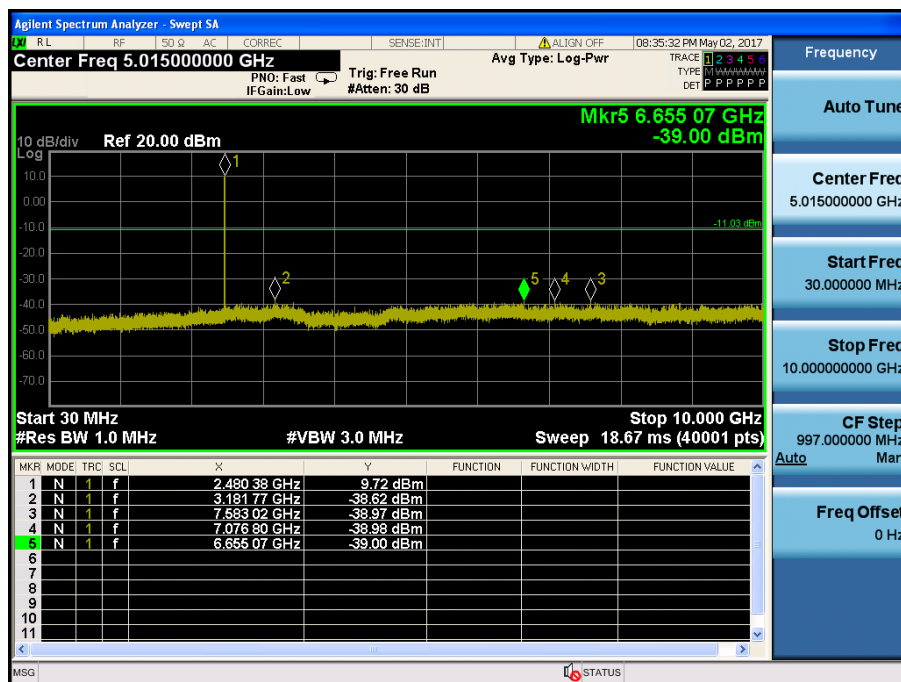 Agilent Spectrum Analyzer - Swept SA
LXI RL RF 50 Ω AC CORREC SENSE:INT ALIGN OFF 08:35:32 PM May 02, 2017
Center Freq 5.015000000 GHz
PNO: Fast
IFGain:Low
Trig: Free Run
#Atten: 30 dB
Avg Type: Log-Pwr
TRACE 1 2 3 4 5 6
TYPE M WWWWW
DET P P P P P P
Mkr5 6.655 07 GHz
-39.00 dBm
10 dB/div Ref 20.00 dBm
Log
10.0
0.00
-10.0
-20.0
-30.0
-40.0
-50.0
-60.0
-70.0
1
-11.03 dBm
2
5
4
3
Start 30 MHz Stop 10.000 GHz
#Res BW 1.0 MHz #VBW 3.0 MHz Sweep 18.67 ms (40001 pts)
MKR MODE TRC SCL X Y FUNCTION FUNCTION WIDTH FUNCTION VALUE
1 N 1 f 2.480 38 GHz 9.72 dBm
2 N 1 f 3.181 77 GHz -38.62 dBm
3 N 1 f 7.583 02 GHz -38.97 dBm
4 N 1 f 7.076 80 GHz -38.98 dBm
5 N 1 f 6.655 07 GHz -39.00 dBm
6
7
8
9
10
11
MSG STATUS
Frequency
Auto Tune
Center Freq
5.015000000 GHz
Start Freq
30.000000 MHz
Stop Freq
10.000000000 GHz
CF Step
997.000000 MHz
Auto Man
Freq Offset
0 Hz